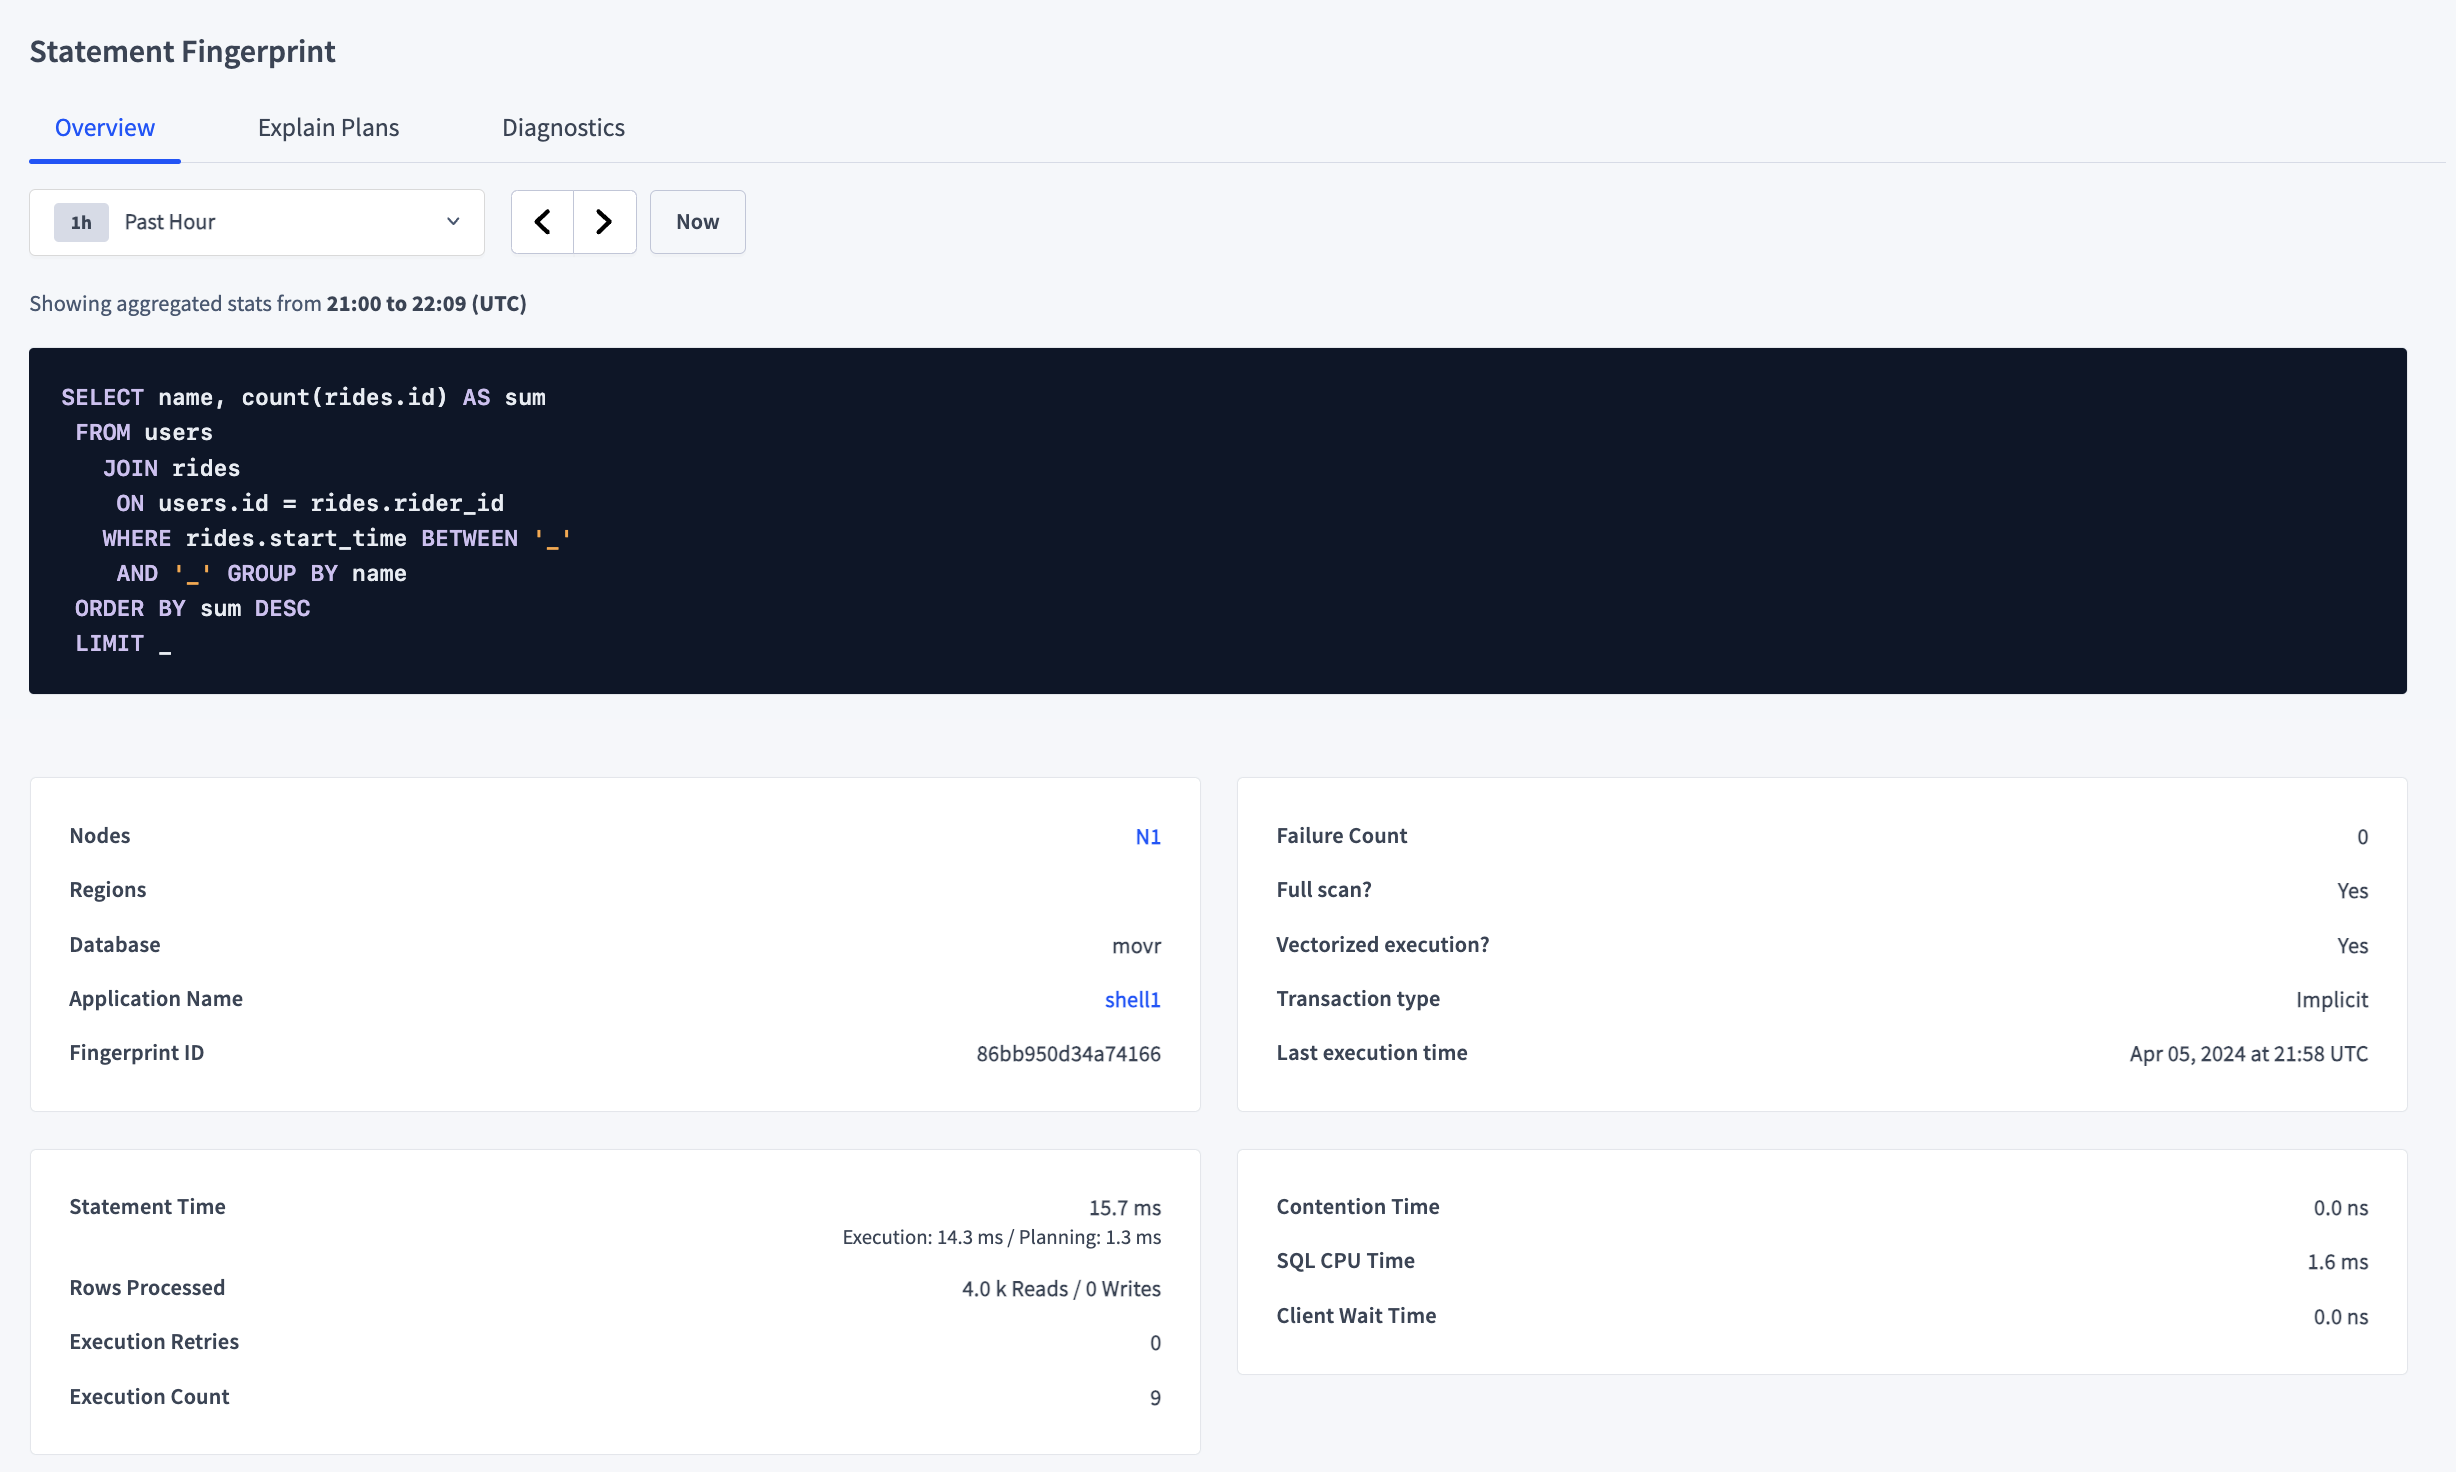 Statement Fingerprint
Overview Explain Plans Diagnostics
1h Past Hour Now
Showing aggregated stats from 21:00 to 22:09 (UTC)
SELECT name, count(rides.id) AS sum
FROM users
JOIN rides
ON users.id = rides.rider_id
WHERE rides.start_time BETWEEN '_'
AND '_' GROUP BY name
ORDER BY sum DESC
LIMIT _
Nodes N1
Regions
Database movr
Application Name shell1
Fingerprint ID 86bb950d34a74166
Failure Count 0
Full scan? Yes
Vectorized execution? Yes
Transaction type Implicit
Last execution time Apr 05, 2024 at 21:58 UTC
Statement Time 15.7 ms
Execution: 14.3 ms / Planning: 1.3 ms
Rows Processed 4.0 k Reads / 0 Writes
Execution Retries 0
Execution Count 9
Contention Time 0.0 ns
SQL CPU Time 1.6 ms
Client Wait Time 0.0 ns